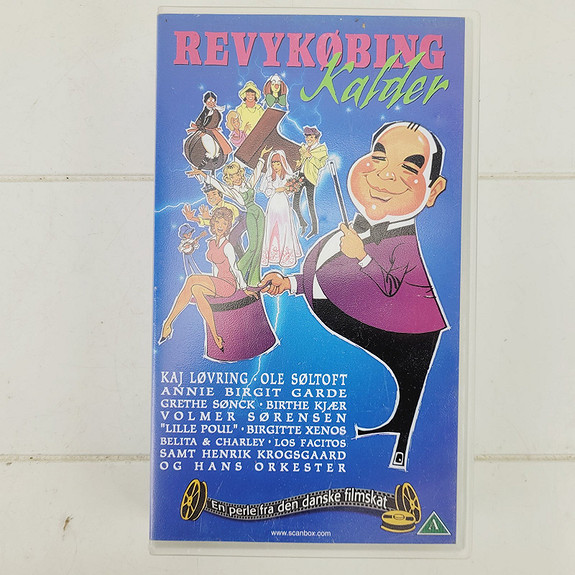 REVYKØBING
Kalder
KAJ LØVRING · OLE SØLTOFT
ANNIE BIRGIT GARDE
GRETHE SØNCK · BIRTHE KJÆR
VOLMER SØRENSEN
"LILLE POUL" · BIRGITTE XENOS
BELITA & CHARLEY · LOS FACITOS
SAMT HENRIK KROGSGAARD
OG HANS ORKESTER
En perle fra den danske filmskat
www.scanbox.com
A